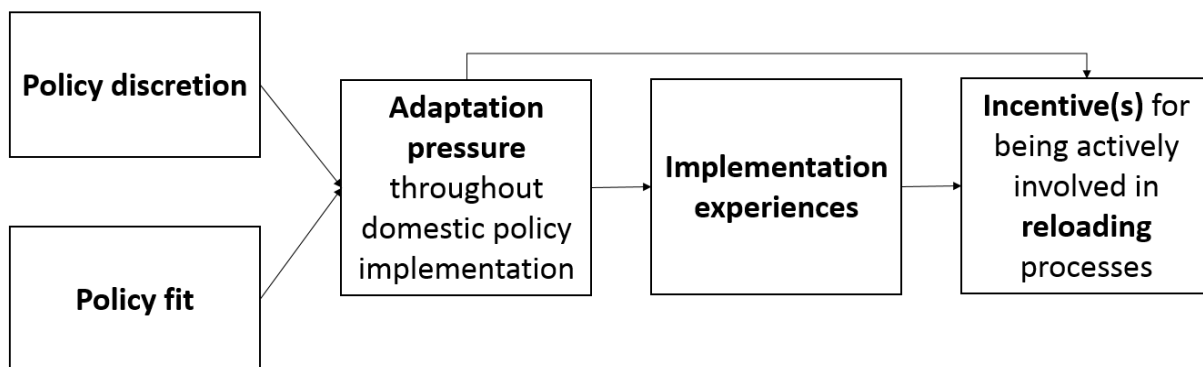 Policy discretion
Policy fit
Adaptation
pressure
throughout
domestic policy
implementation
Implementation
experiences
Incentive(s) for
being actively
involved in
reloading
processes